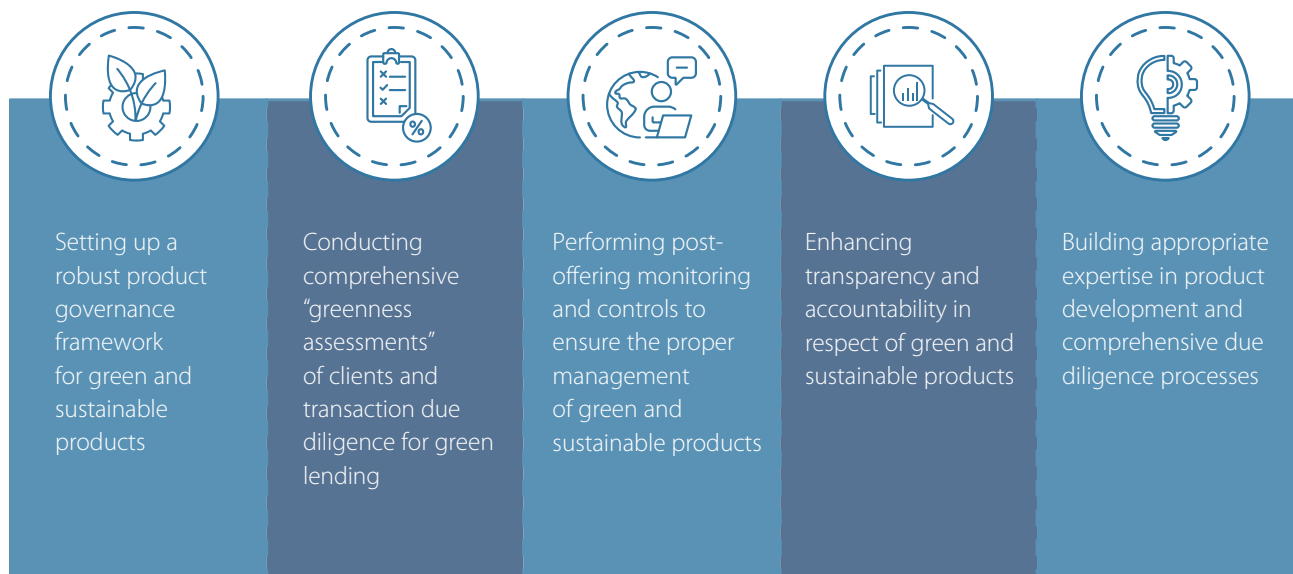 Setting up a
robust product
governance
framework
for green and
sustainable
products
Conducting
comprehensive
“greenness
assessments”
of clients and
transaction due
diligence for green
lending
Performing post-
offering monitoring
and controls to
ensure the proper
management
of green and
sustainable products
Enhancing
transparency and
accountability in
respect of green and
sustainable products
Building appropriate
expertise in product
development and
comprehensive due
diligence processes